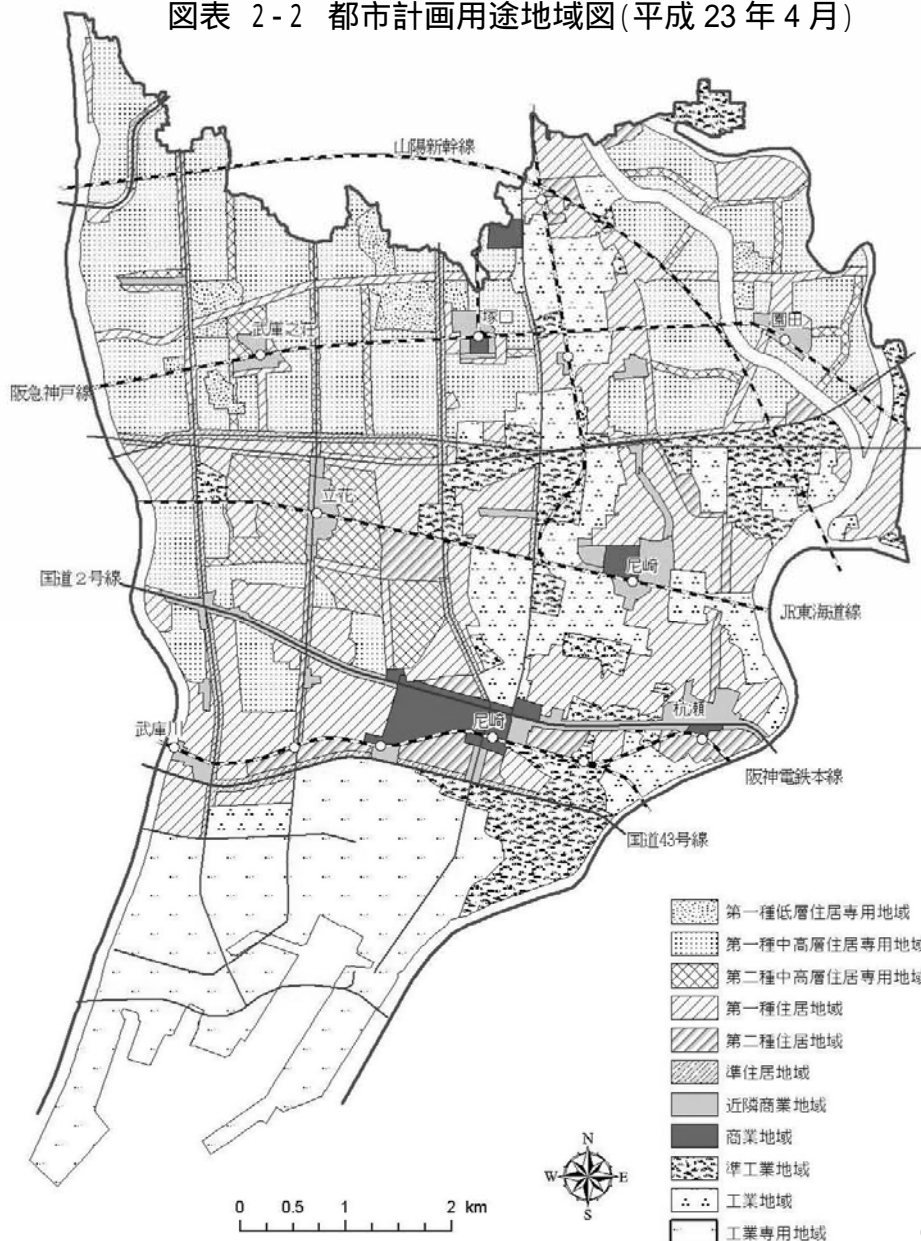 図表 2-2 都市計画用途地域図(平成 23 年 4 月)
山陽新幹線
武庫之荘
塚口
園田
阪急神戸線
立花
国道2号線
尼崎
JR東海道線
武庫川
尼崎
杭瀬
阪神電鉄本線
国道43号線
第一種低層住居専用地域
第一種中高層住居専用地域
第二種中高層住居専用地域
第一種住居地域
第二種住居地域
準住居地域
近隣商業地域
商業地域
準工業地域
工業地域
工業専用地域
N
W E
S
0 0.5 1 2 km